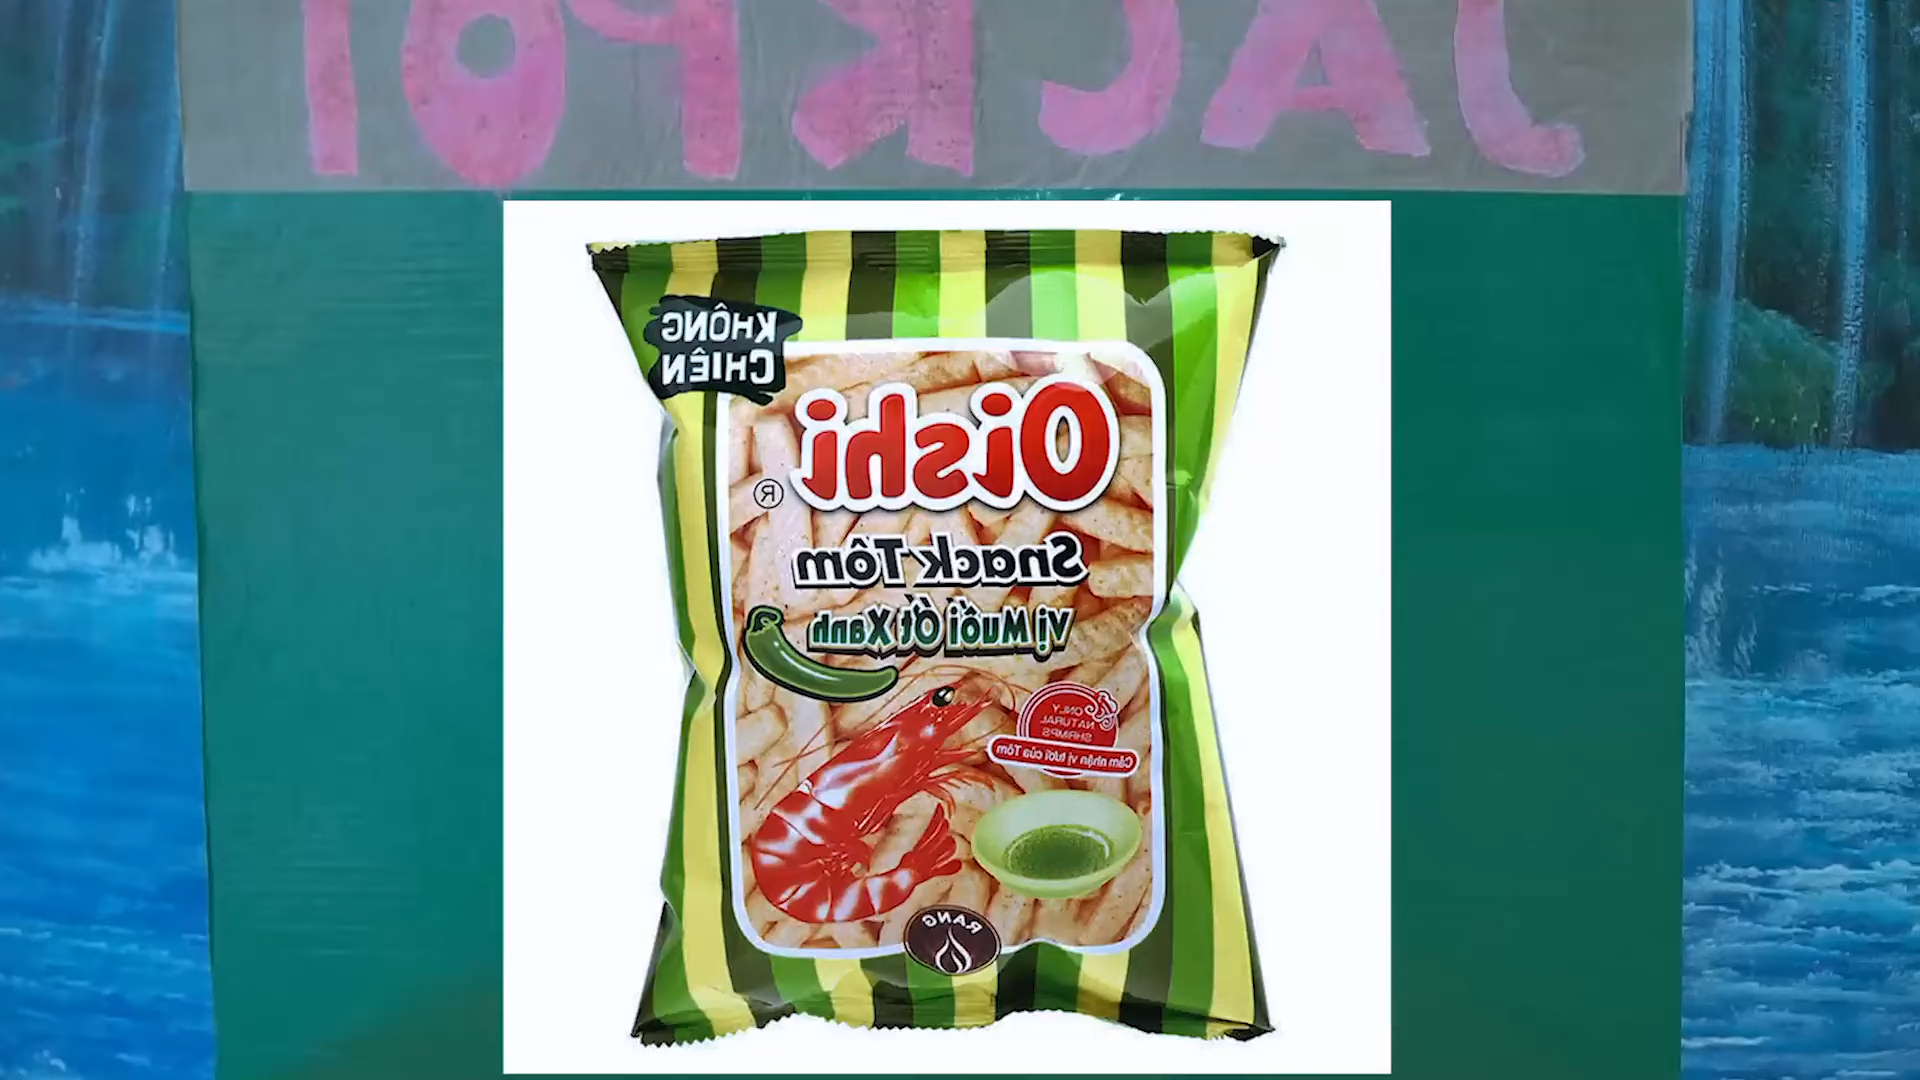 JACKPOT
KHÔNG
CHIÊN
Oishi®
Snack Tôm
Vị Muối Ớt Xanh
ONLY
NATURAL
SHRIMPS
Cảm nhận vị tươi của Tôm
RANG